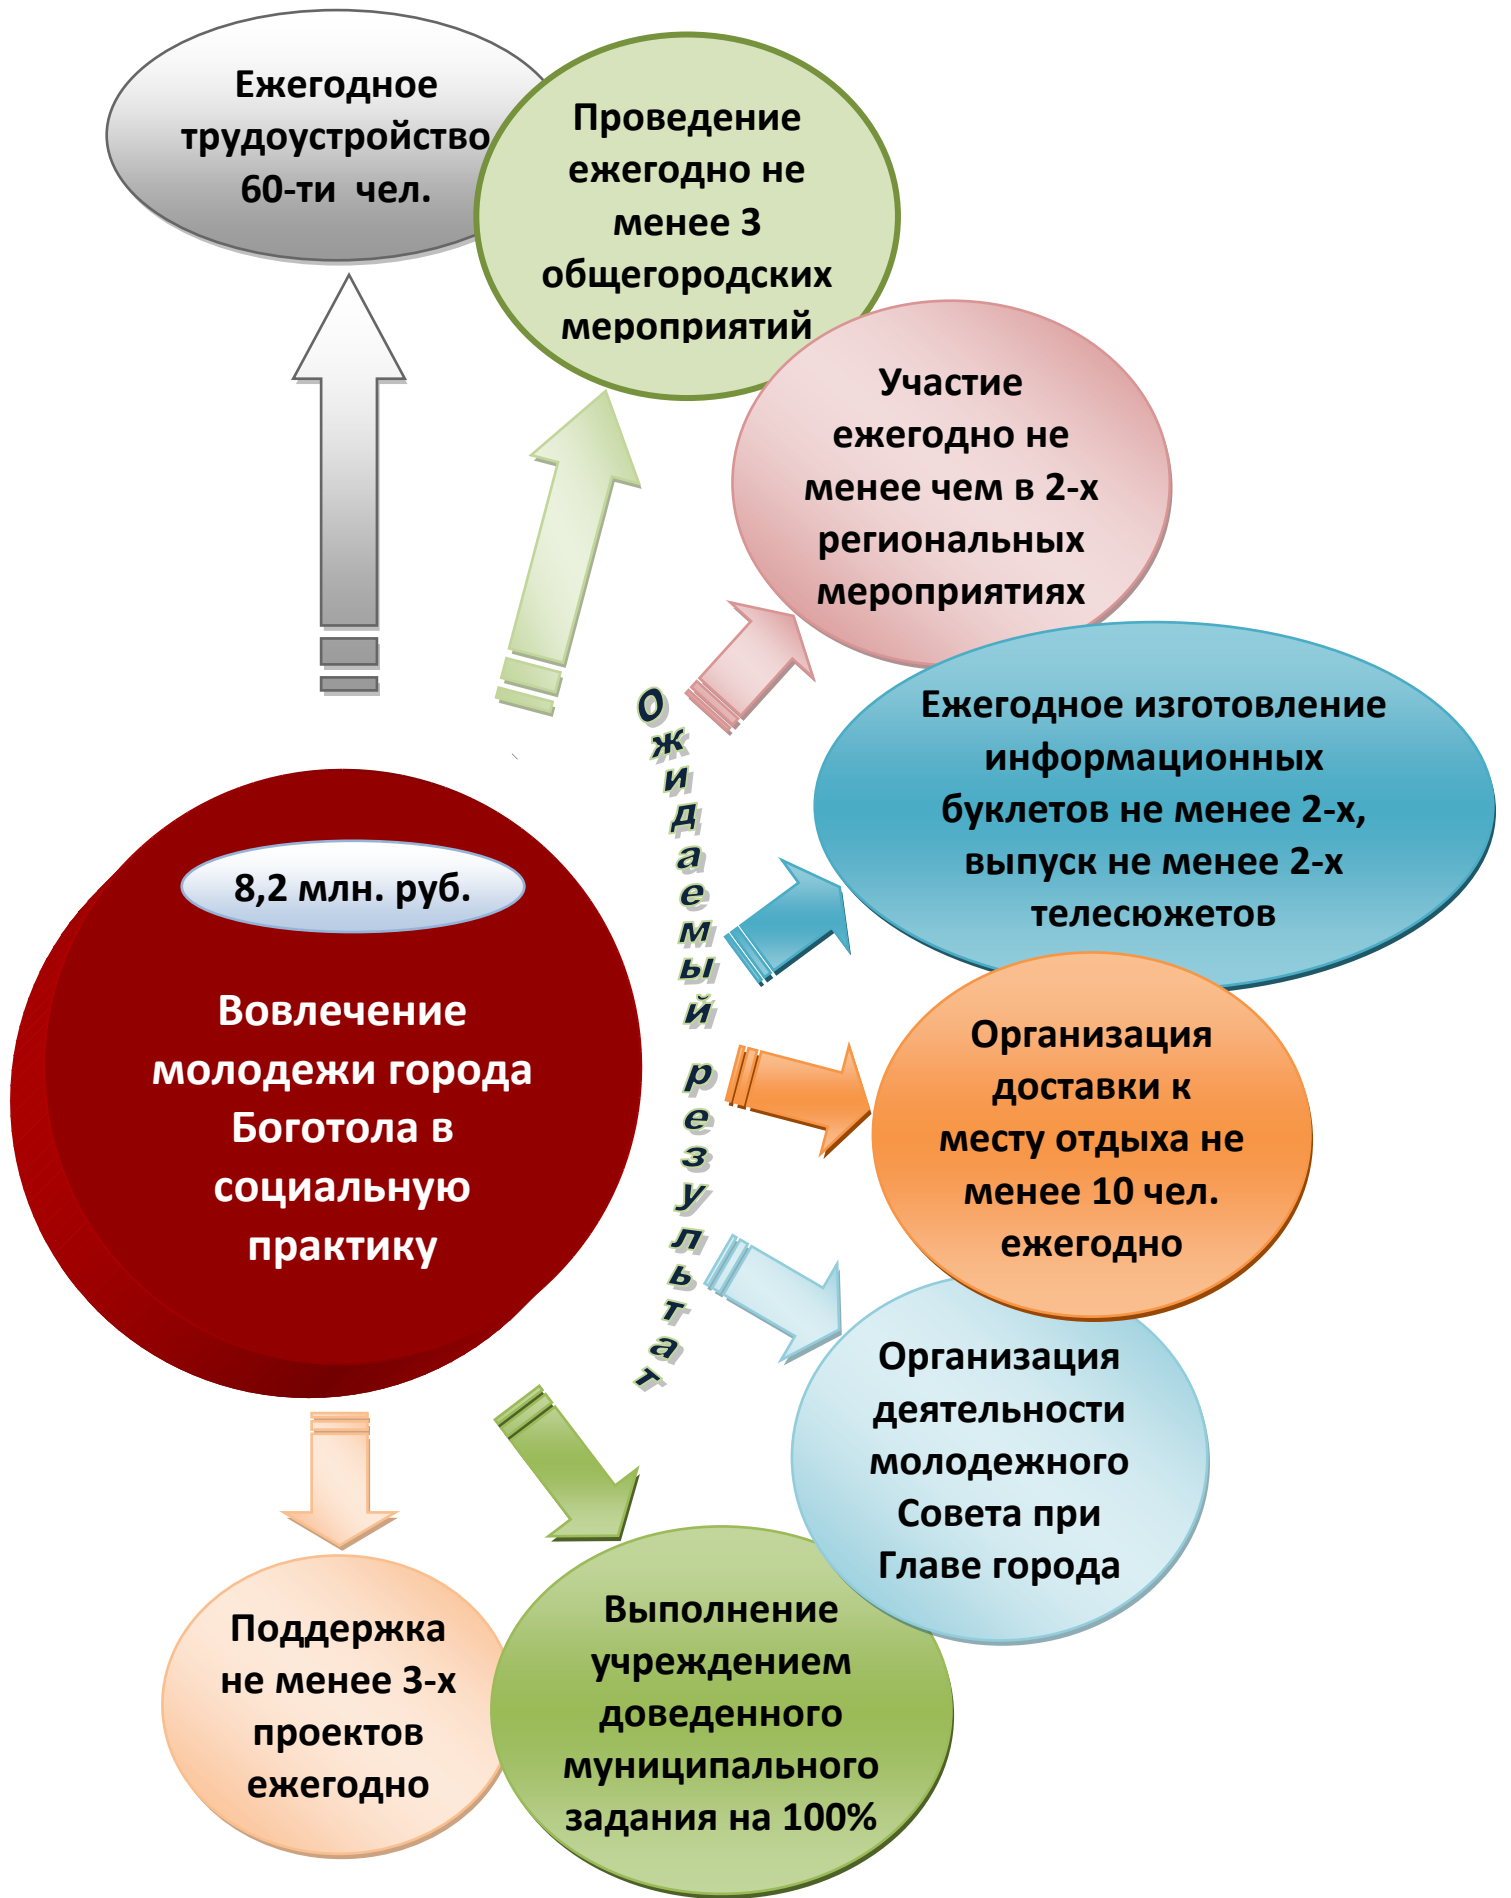 Ежегодное
трудоустройство
60-ти чел.
Проведение
ежегодно не
менее 3
общегородских
мероприятий
Участие
ежегодно не
менее чем в 2-х
региональных
мероприятиях
Ежегодное изготовление
информационных
буклетов не менее 2-х,
выпуск не менее 2-х
телесюжетов
Ожидаемый результат
8,2 млн. руб.
Вовлечение
молодежи города
Боготола в
социальную
практику
Организация
доставки к
месту отдыха не
менее 10 чел.
ежегодно
Организация
деятельности
молодежного
Совета при
Главе города
Выполнение
учреждением
доведенного
муниципального
задания на 100%
Поддержка
не менее 3-х
проектов
ежегодно